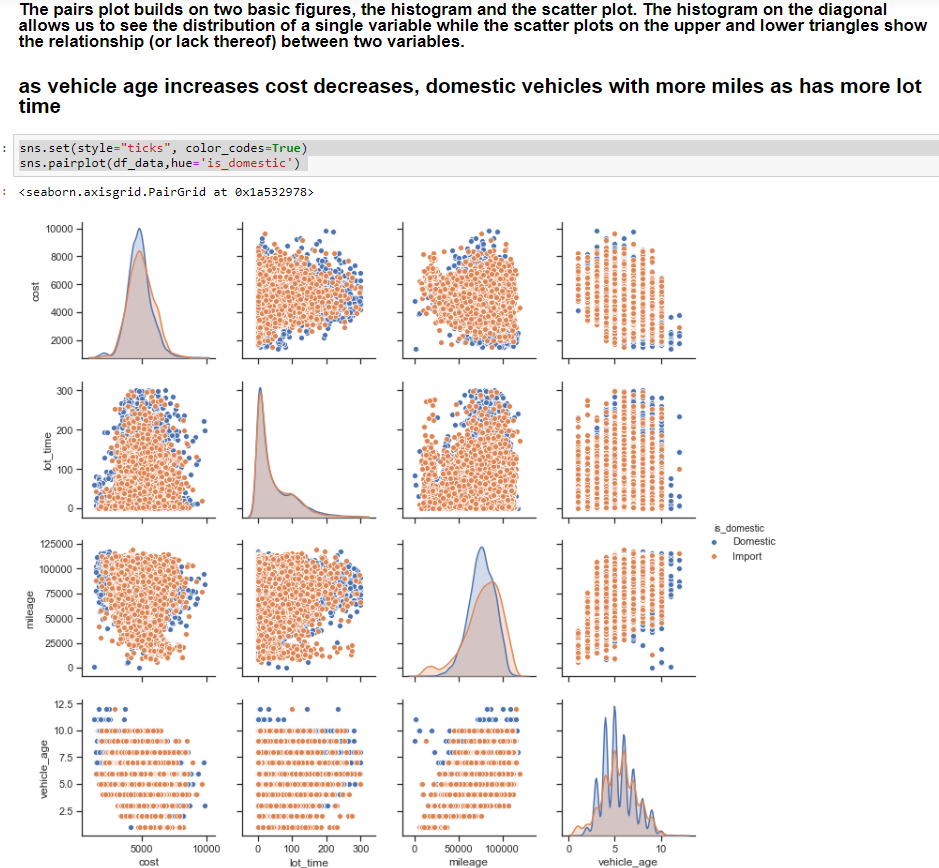 The pairs plot builds on two basic figures, the histogram and the scatter plot. The histogram on the diagonal
allows us to see the distribution of a single variable while the scatter plots on the upper and lower triangles show
the relationship (or lack thereof) between two variables.
as vehicle age increases cost decreases, domestic vehicles with more miles as has more lot
time
: sns.set(style="ticks", color_codes=True)
sns.pairplot(df_data,hue='is_domestic')
: <seaborn.axisgrid.PairGrid at 0x1a532978>
10000
8000
6000
4000
2000
cost
300
200
100
0
lot_time
is_domestic
Domestic
Import
125000
100000
75000
50000
25000
0
mileage
12.5
10.0
7.5
5.0
2.5
vehicle_age
5000 10000 0 100 200 300 0 50000 100000 0 5 10
cost lot_time mileage vehicle_age